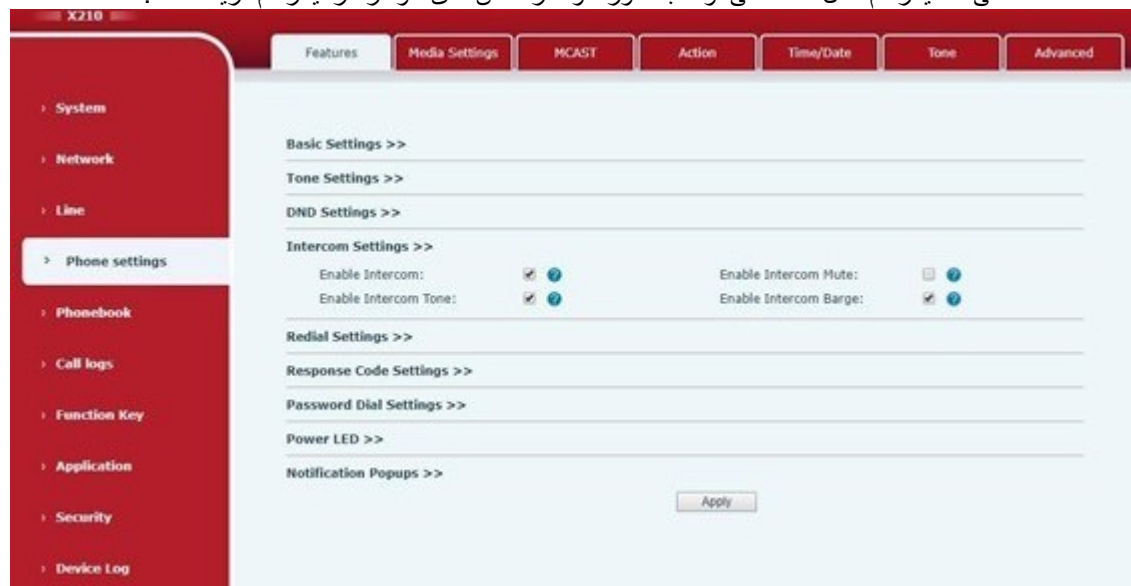 X210
Features Media Settings MCAST Action Time/Date Tone Advanced
› System
› Network
› Line
› Phone settings
› Phonebook
› Call logs
› Function Key
› Application
› Security
› Device Log
Basic Settings >>
Tone Settings >>
DND Settings >>
Intercom Settings >>
Enable Intercom: Enable Intercom Mute:
Enable Intercom Tone: Enable Intercom Barge:
Redial Settings >>
Response Code Settings >>
Password Dial Settings >>
Power LED >>
Notification Popups >>
Apply